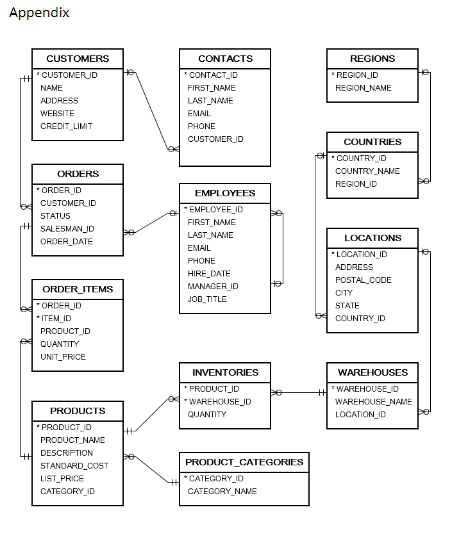 Appendix
CUSTOMERS
* CUSTOMER_ID
NAME
ADDRESS
WEBSITE
CREDIT_LIMIT
CONTACTS
* CONTACT_ID
FIRST_NAME
LAST_NAME
EMAIL
PHONE
CUSTOMER_ID
REGIONS
* REGION_ID
REGION_NAME
COUNTRIES
* COUNTRY_ID
COUNTRY_NAME
REGION_ID
ORDERS
* ORDER_ID
CUSTOMER_ID
STATUS
SALESMAN_ID
ORDER_DATE
EMPLOYEES
* EMPLOYEE_ID
FIRST_NAME
LAST_NAME
EMAIL
PHONE
HIRE_DATE
MANAGER_ID
JOB_TITLE
LOCATIONS
* LOCATION_ID
ADDRESS
POSTAL_CODE
CITY
STATE
COUNTRY_ID
ORDER_ITEMS
* ORDER_ID
* ITEM_ID
PRODUCT_ID
QUANTITY
UNIT_PRICE
INVENTORIES
* PRODUCT_ID
* WAREHOUSE_ID
QUANTITY
WAREHOUSES
* WAREHOUSE_ID
WAREHOUSE_NAME
LOCATION_ID
PRODUCTS
* PRODUCT_ID
PRODUCT_NAME
DESCRIPTION
STANDARD_COST
LIST_PRICE
CATEGORY_ID
PRODUCT_CATEGORIES
* CATEGORY_ID
CATEGORY_NAME